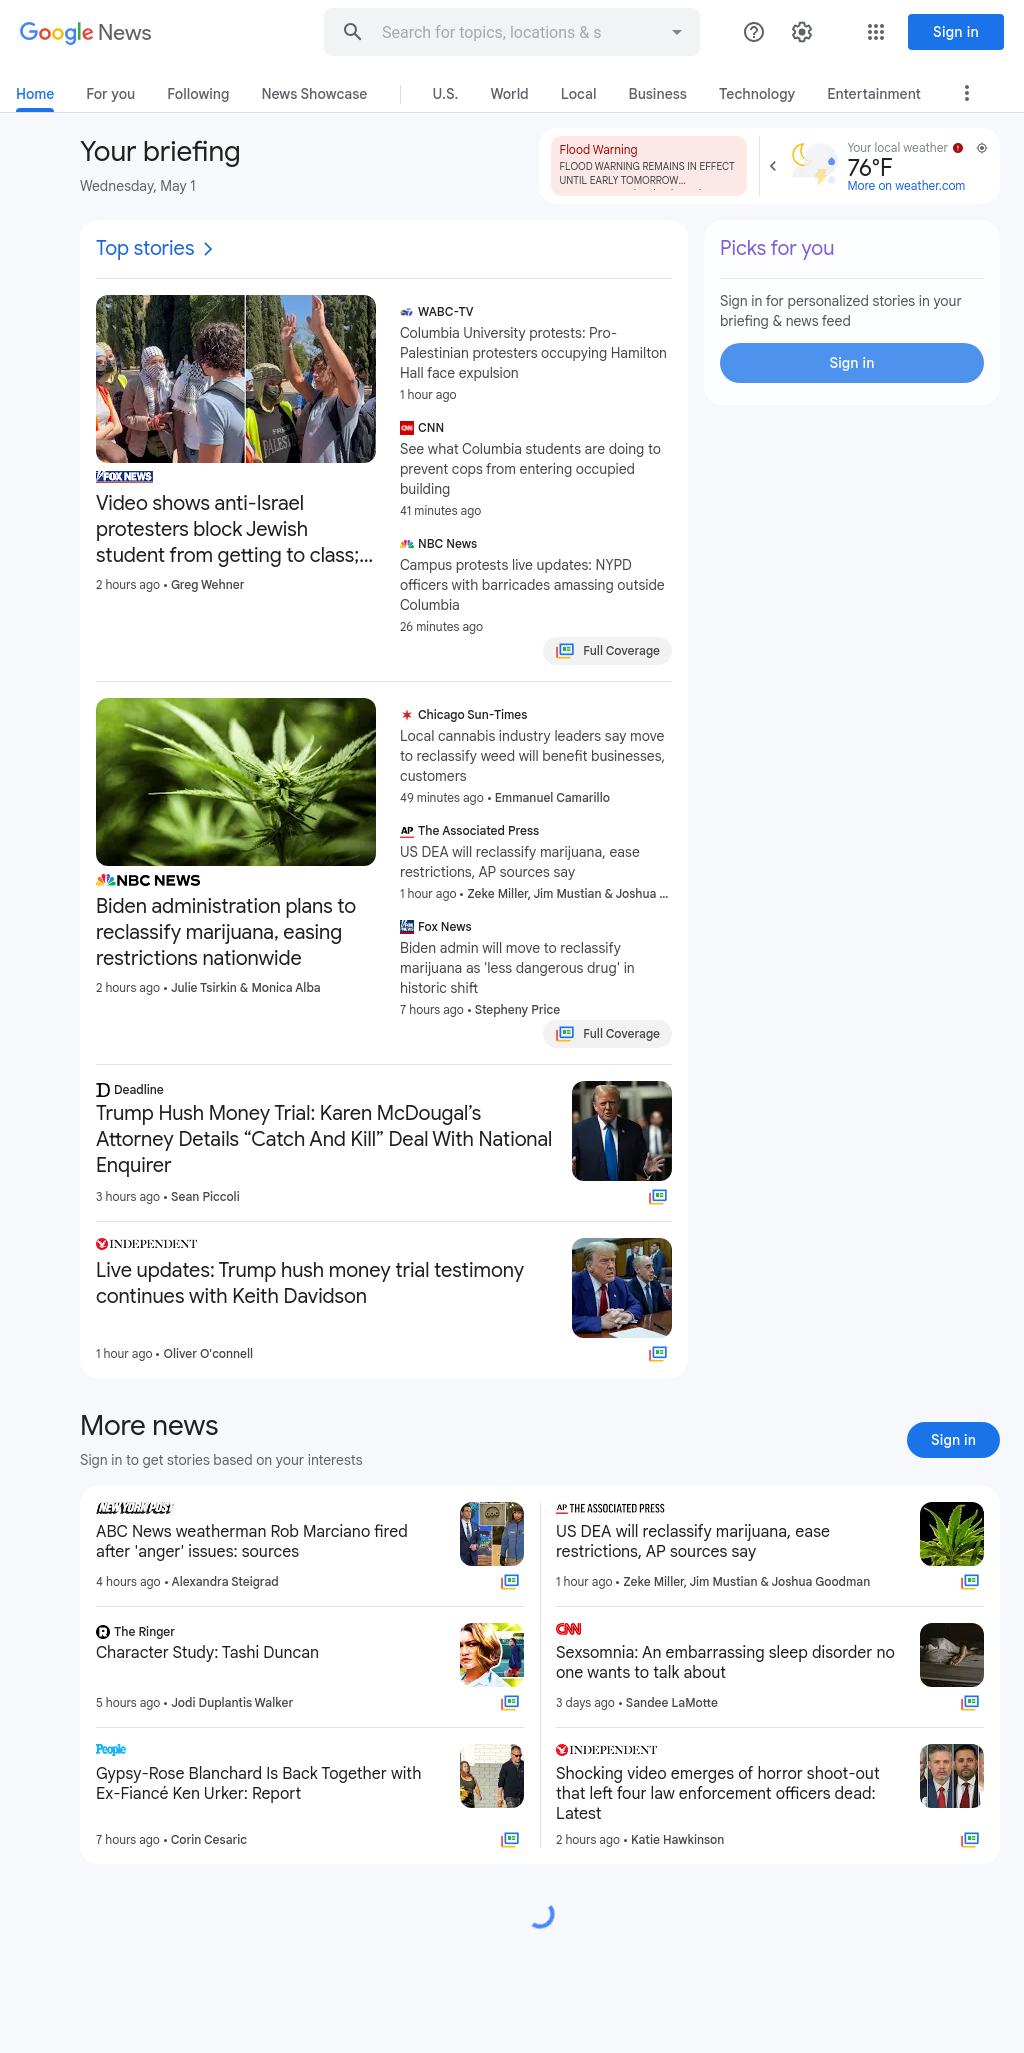 Google News
Search for topics, locations & s
Sign in
Home
For you
Following
News Showcase
U.S.
World
Local
Business
Technology
Entertainment
Your briefing
Wednesday, May 1
Flood Warning
FLOOD WARNING REMAINS IN EFFECT
UNTIL EARLY TOMORROW...
Your local weather
76°F
More on weather.com
Top stories
FOX NEWS
Video shows anti-Israel
protesters block Jewish
student from getting to class;...
2 hours ago • Greg Wehner
WABC-TV
Columbia University protests: Pro-
Palestinian protesters occupying Hamilton
Hall face expulsion
1 hour ago
CNN
See what Columbia students are doing to
prevent cops from entering occupied
building
41 minutes ago
NBC News
Campus protests live updates: NYPD
officers with barricades amassing outside
Columbia
26 minutes ago
Full Coverage
Picks for you
Sign in for personalized stories in your
briefing & news feed
Sign in
NBC NEWS
Biden administration plans to
reclassify marijuana, easing
restrictions nationwide
2 hours ago • Julie Tsirkin & Monica Alba
Chicago Sun-Times
Local cannabis industry leaders say move
to reclassify weed will benefit businesses,
customers
49 minutes ago • Emmanuel Camarillo
AP The Associated Press
US DEA will reclassify marijuana, ease
restrictions, AP sources say
1 hour ago • Zeke Miller, Jim Mustian & Joshua ...
Fox News
Biden admin will move to reclassify
marijuana as 'less dangerous drug' in
historic shift
7 hours ago • Stepheny Price
Full Coverage
D Deadline
Trump Hush Money Trial: Karen McDougal’s
Attorney Details “Catch And Kill” Deal With National
Enquirer
3 hours ago • Sean Piccoli
INDEPENDENT
Live updates: Trump hush money trial testimony
continues with Keith Davidson
1 hour ago • Oliver O'connell
More news
Sign in to get stories based on your interests
Sign in
NEW YORK POST
ABC News weatherman Rob Marciano fired
after 'anger' issues: sources
4 hours ago • Alexandra Steigrad
The Ringer
Character Study: Tashi Duncan
5 hours ago • Jodi Duplantis Walker
People
Gypsy-Rose Blanchard Is Back Together with
Ex-Fiancé Ken Urker: Report
7 hours ago • Corin Cesaric
AP THE ASSOCIATED PRESS
US DEA will reclassify marijuana, ease
restrictions, AP sources say
1 hour ago • Zeke Miller, Jim Mustian & Joshua Goodman
CNN
Sexsomnia: An embarrassing sleep disorder no
one wants to talk about
3 days ago • Sandee LaMotte
INDEPENDENT
Shocking video emerges of horror shoot-out
that left four law enforcement officers dead:
Latest
2 hours ago • Katie Hawkinson